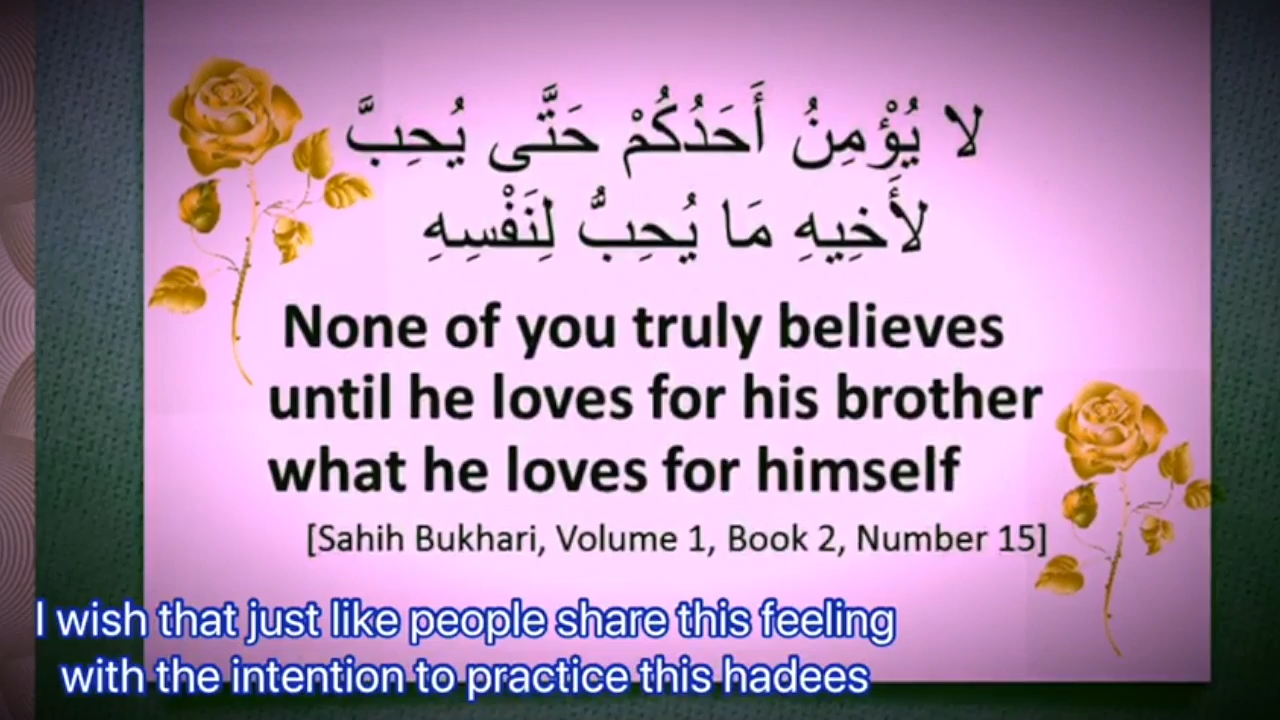 لا يُؤْمِنُ أَحَدُكُمْ حَتَّى يُحِبَّ
لأَخِيهِ مَا يُحِبُّ لِنَفْسِهِ
None of you truly believes
until he loves for his brother
what he loves for himself
[Sahih Bukhari, Volume 1, Book 2, Number 15]
I wish that just like people share this feeling
with the intention to practice this hadees